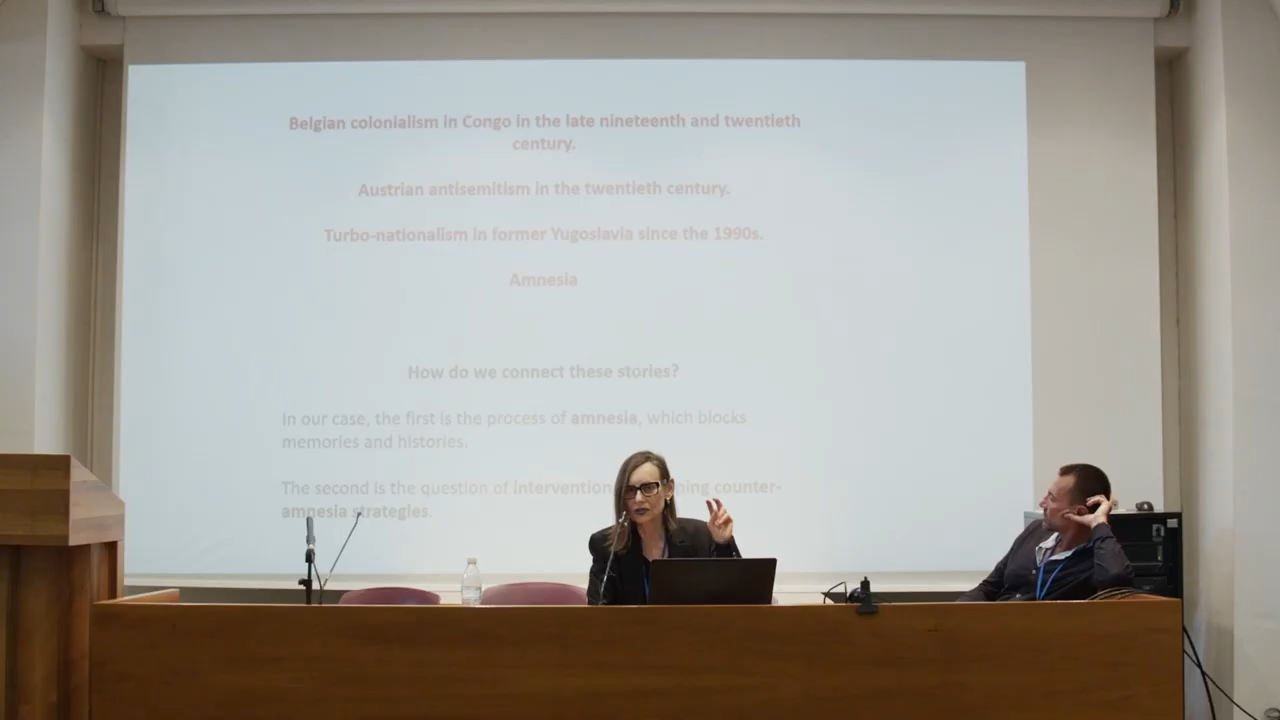 Belgian colonialism in Congo in the late nineteenth and twentieth
century.
Austrian antisemitism in the twentieth century.
Turbo-nationalism in former Yugoslavia since the 1990s.
Amnesia
How do we connect these stories?
In our case, the first is the process of amnesia, which blocks
memories and histories.
The second is the question of intervention counter-
amnesia strategies.